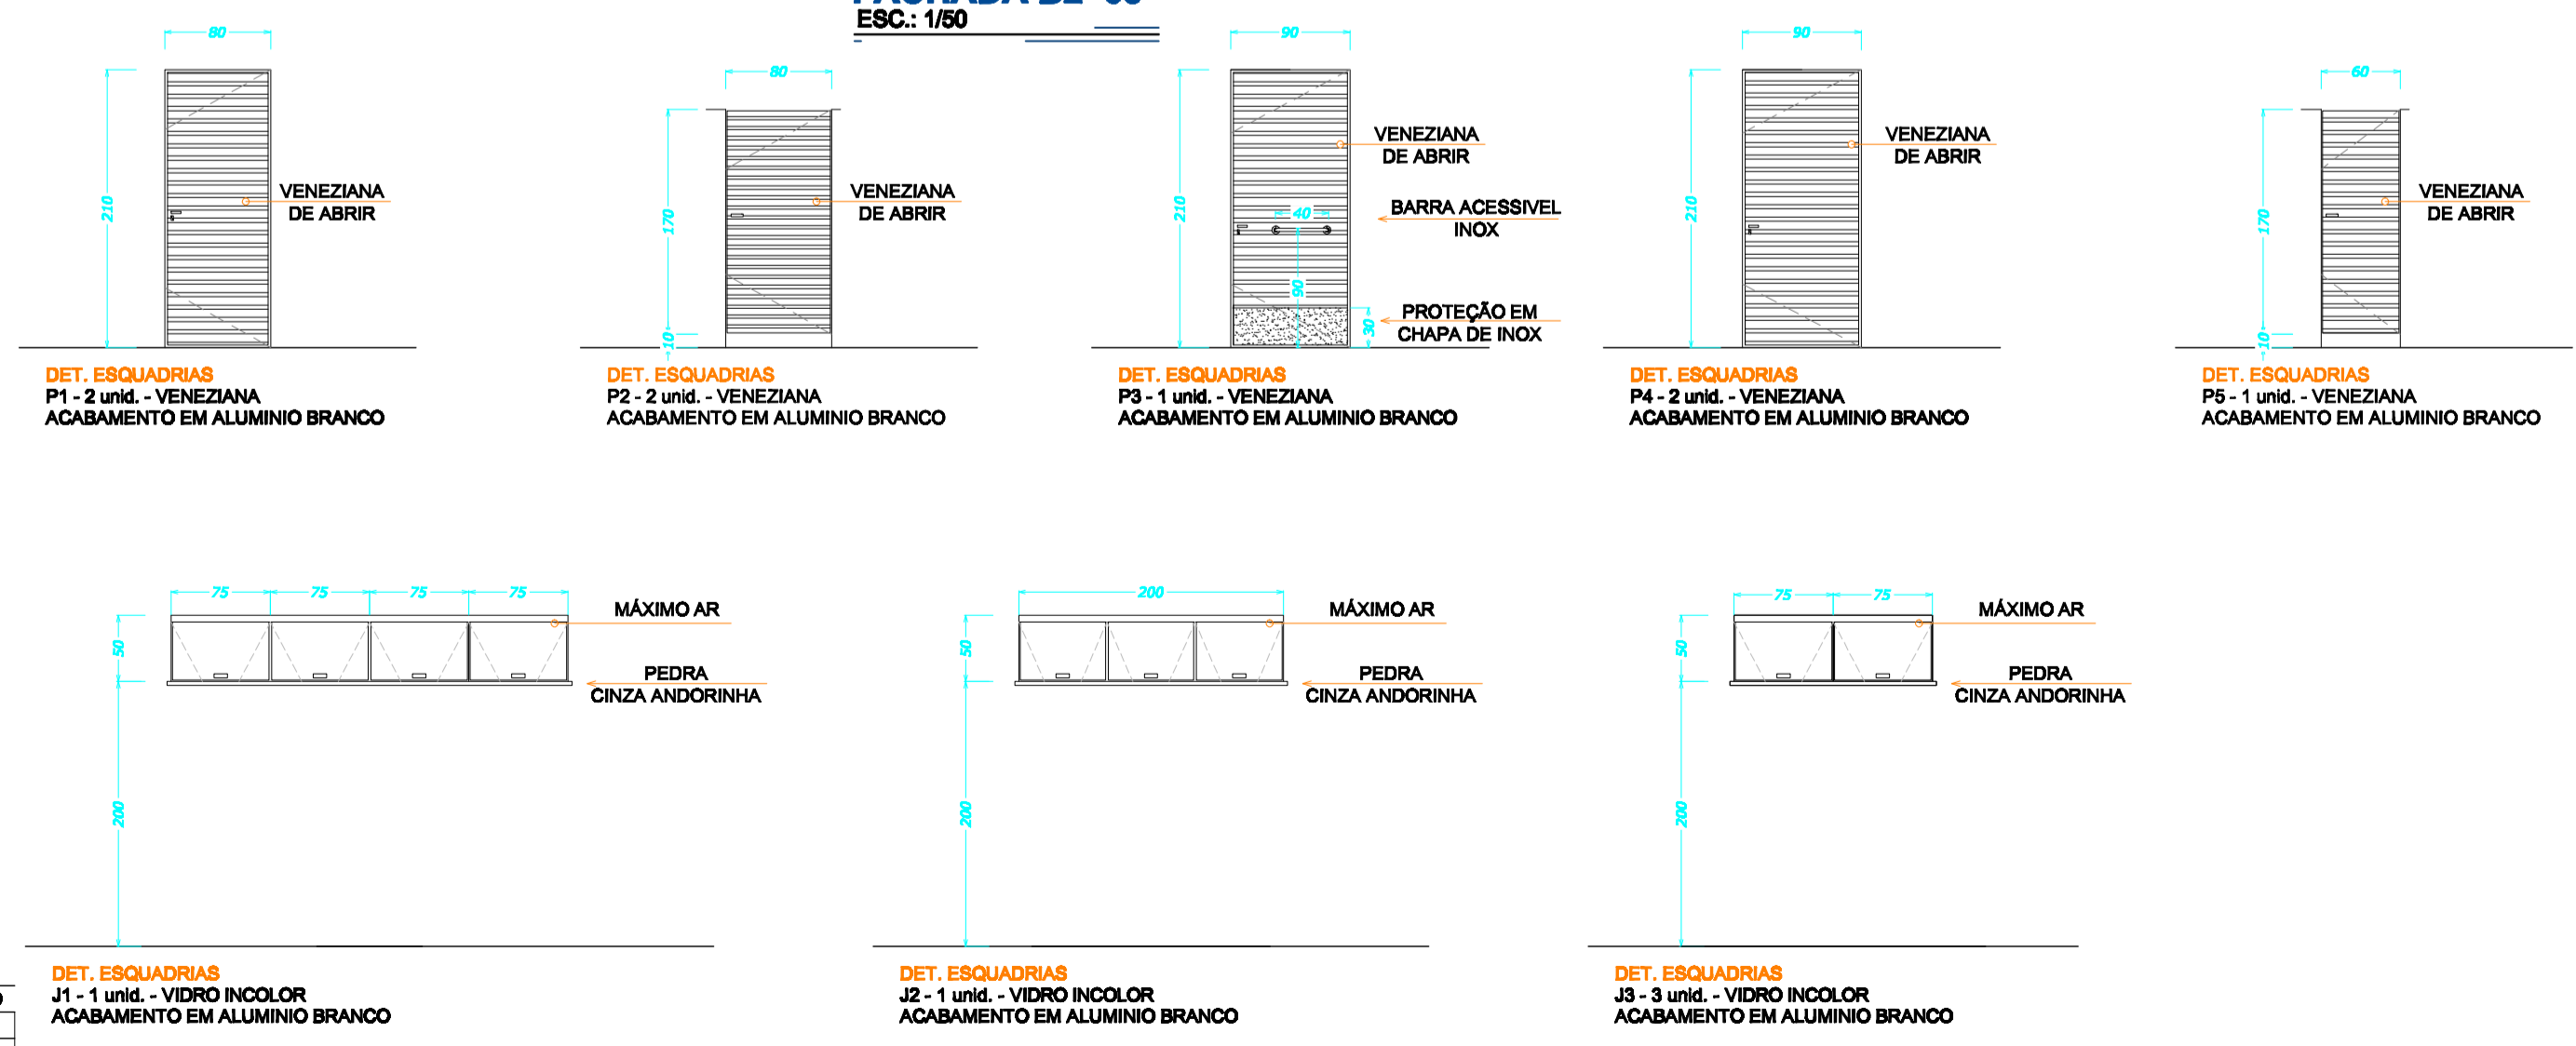 ESC.: 1/50
80
210
VENEZIANA
DE ABRIR
DET. ESQUADRIAS
P1 - 2 unid. - VENEZIANA
ACABAMENTO EM ALUMINIO BRANCO
80
170
10
VENEZIANA
DE ABRIR
DET. ESQUADRIAS
P2 - 2 unid. - VENEZIANA
ACABAMENTO EM ALUMINIO BRANCO
90
210
40
90
30
VENEZIANA
DE ABRIR
BARRA ACESSIVEL
INOX
PROTEÇÃO EM
CHAPA DE INOX
DET. ESQUADRIAS
P3 - 1 unid. - VENEZIANA
ACABAMENTO EM ALUMINIO BRANCO
90
210
VENEZIANA
DE ABRIR
DET. ESQUADRIAS
P4 - 2 unid. - VENEZIANA
ACABAMENTO EM ALUMINIO BRANCO
60
170
10
VENEZIANA
DE ABRIR
DET. ESQUADRIAS
P5 - 1 unid. - VENEZIANA
ACABAMENTO EM ALUMINIO BRANCO
75 75 75 75
50
200
MÁXIMO AR
PEDRA
CINZA ANDORINHA
DET. ESQUADRIAS
J1 - 1 unid. - VIDRO INCOLOR
ACABAMENTO EM ALUMINIO BRANCO
200
50
200
MÁXIMO AR
PEDRA
CINZA ANDORINHA
DET. ESQUADRIAS
J2 - 1 unid. - VIDRO INCOLOR
ACABAMENTO EM ALUMINIO BRANCO
75 75
50
200
MÁXIMO AR
PEDRA
CINZA ANDORINHA
DET. ESQUADRIAS
J3 - 3 unid. - VIDRO INCOLOR
ACABAMENTO EM ALUMINIO BRANCO